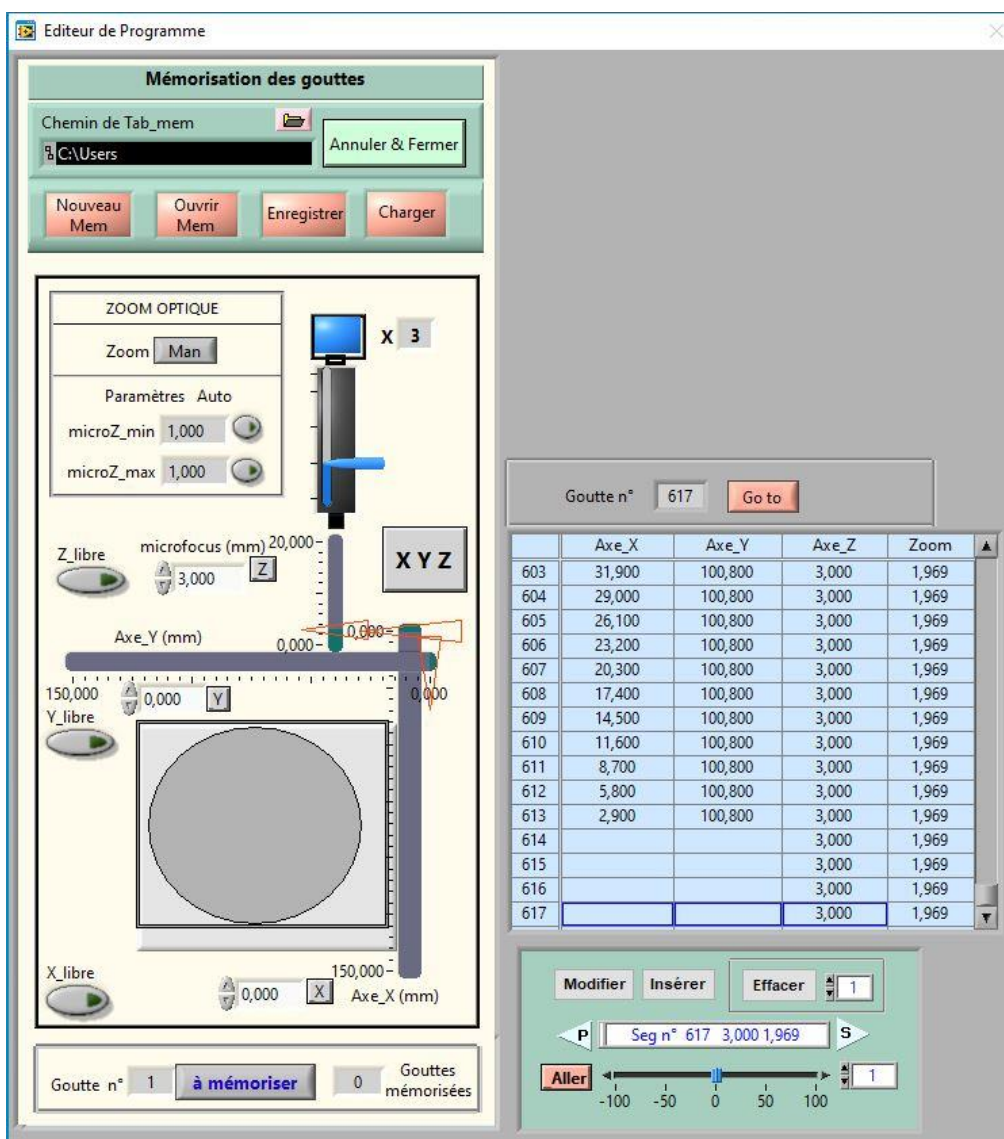 Editeur de Programme
Mémorisation des gouttes
Chemin de Tab_mem
C:\Users
Annuler & Fermer
Nouveau Mem
Ouvrir Mem
Enregistrer
Charger
ZOOM OPTIQUE
Zoom Man
Paramètres Auto
microZ_min 1,000
microZ_max 1,000
X 3
Z_libre
microfocus (mm) 20,000
3,000 Z
X Y Z
0,000
Axe_Y (mm)
0,000
150,000
0,000 Y
0,000
Y_libre
X_libre
150,000
0,000 X Axe_X (mm)
Goutte n° 1 à mémoriser 0 Gouttes mémorisées
Goutte n° 617 Go to
Axe_X Axe_Y Axe_Z Zoom
603 31,900 100,800 3,000 1,969
604 29,000 100,800 3,000 1,969
605 26,100 100,800 3,000 1,969
606 23,200 100,800 3,000 1,969
607 20,300 100,800 3,000 1,969
608 17,400 100,800 3,000 1,969
609 14,500 100,800 3,000 1,969
610 11,600 100,800 3,000 1,969
611 8,700 100,800 3,000 1,969
612 5,800 100,800 3,000 1,969
613 2,900 100,800 3,000 1,969
614 3,000 1,969
615 3,000 1,969
616 3,000 1,969
617 3,000 1,969
Modifier Insérer Effacer 1
P Seg n° 617 3,000 1,969 S
Aller 1
-100 -50 0 50 100